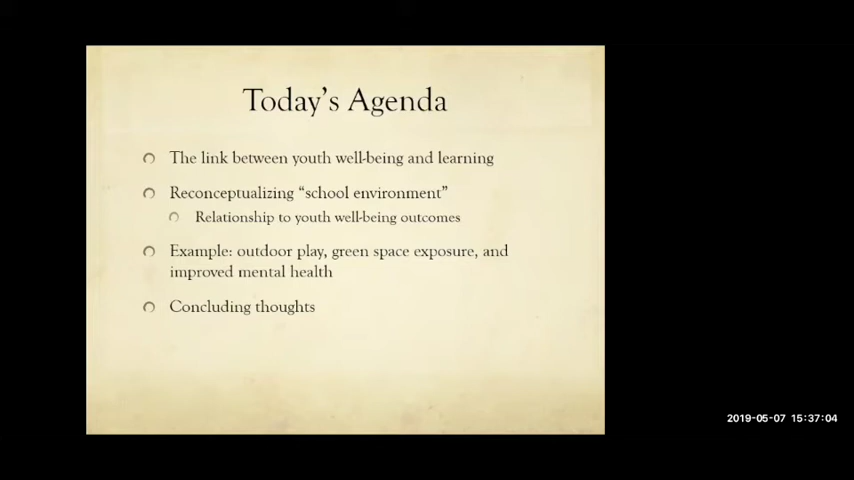 Today's Agenda
The link between youth well-being and learning
Reconceptualizing “school environment”
Relationship to youth well-being outcomes
Example: outdoor play, green space exposure, and
improved mental health
Concluding thoughts
2019-05-07 15:37:04